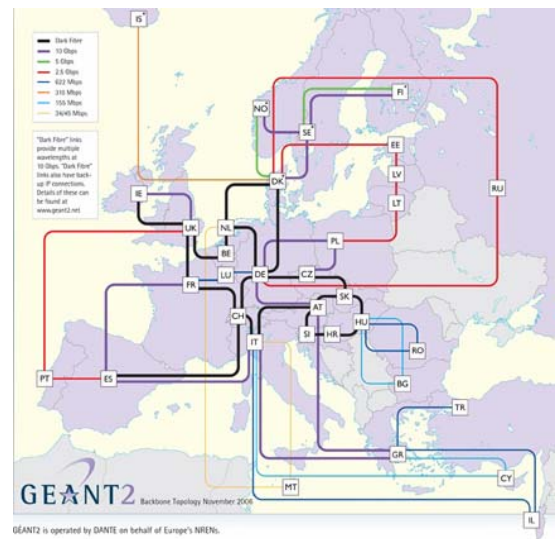 IS
Dark Fibre
10 Gbps
5 Gbps
2.5 Gbps
622 Mbps
310 Mbps
155 Mbps
34/45 Mbps
"Dark Fibre" links
provide multiple
wavelengths at
10 Gbps. "Dark Fibre"
links also have back-
up IP connections.
Details of these can
be found at
www.geant2.net
NO
FI
SE
EE
LV
LT
RU
DK
IE
UK
NL
BE
PL
LU
DE
CZ
FR
SK
CH
AT
HU
IT
SI
HR
RO
PT
ES
BG
TR
GR
MT
CY
IL
GÉANT2 Backbone Topology November 2006
GÉANT2 is operated by DANTE on behalf of Europe's NRENs.